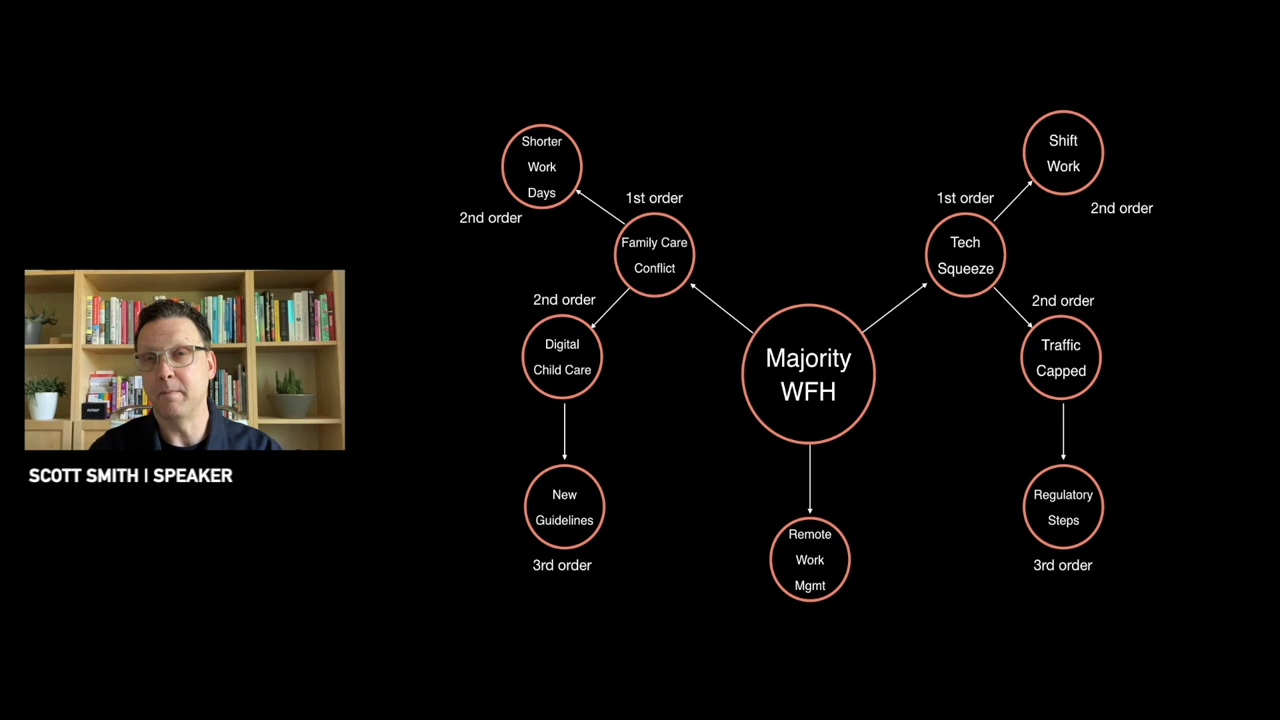 Shorter
Work
Days
2nd order
1st order
Family Care
Conflict
2nd order
Digital
Child Care
New
Guidelines
3rd order
Majority
WFH
Remote
Work
Mgmt
1st order
Tech
Squeeze
Shift
Work
2nd order
2nd order
Traffic
Capped
Regulatory
Steps
3rd order
SCOTT SMITH | SPEAKER